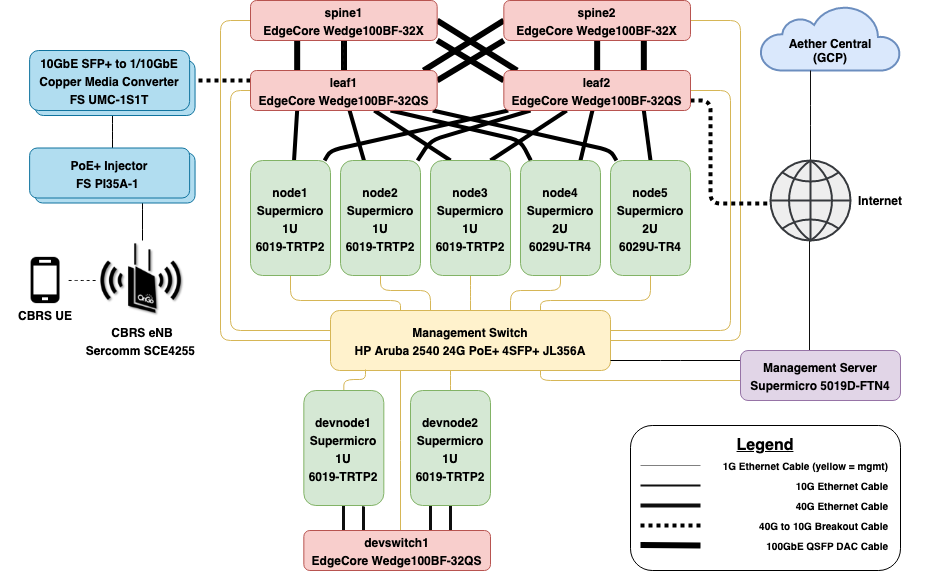 spine1
EdgeCore Wedge100BF-32X
spine2
EdgeCore Wedge100BF-32X
Aether Central
(GCP)
10GbE SFP+ to 1/10GbE
Copper Media Converter
FS UMC-1S1T
leaf1
EdgeCore Wedge100BF-32QS
leaf2
EdgeCore Wedge100BF-32QS
PoE+ Injector
FS PI35A-1
node1
Supermicro
1U
6019-TRTP2
node2
Supermicro
1U
6019-TRTP2
node3
Supermicro
1U
6019-TRTP2
node4
Supermicro
2U
6029U-TR4
node5
Supermicro
2U
6029U-TR4
Internet
OnGo
CBRS UE
CBRS eNB
Sercomm SCE4255
Management Switch
HP Aruba 2540 24G PoE+ 4SFP+ JL356A
Management Server
Supermicro 5019D-FTN4
devnode1
Supermicro
1U
6019-TRTP2
devnode2
Supermicro
1U
6019-TRTP2
devswitch1
EdgeCore Wedge100BF-32QS
Legend
1G Ethernet Cable (yellow = mgmt)
10G Ethernet Cable
40G Ethernet Cable
40G to 10G Breakout Cable
100GbE QSFP DAC Cable